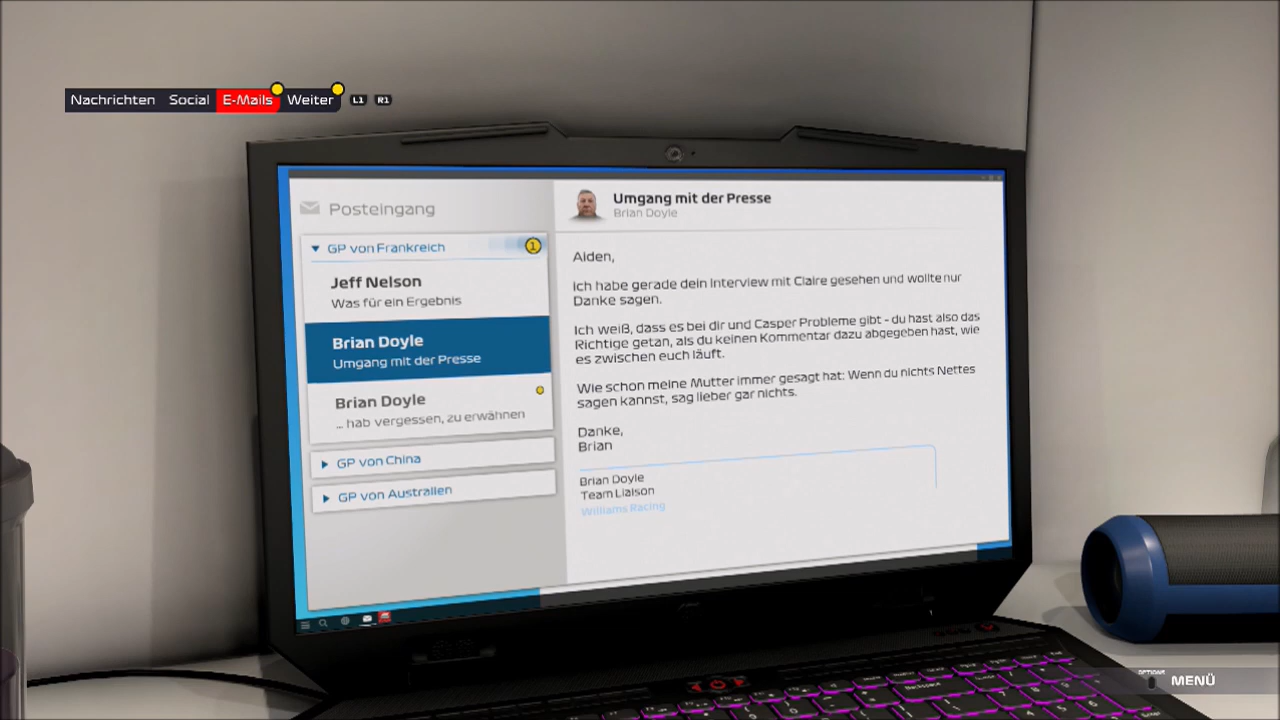 Nachrichten Social E-Mails Weiter L1 R1
Posteingang
GP von Frankreich 1
Jeff Nelson
Was für ein Ergebnis
Brian Doyle
Umgang mit der Presse
Brian Doyle
... hab vergessen, zu erwähnen
GP von China
GP von Australien
Umgang mit der Presse
Brian Doyle
Aiden,
Ich habe gerade dein Interview mit Claire gesehen und wollte nur
Danke sagen.
Ich weiß, dass es bei dir und Casper Probleme gibt - du hast also das
Richtige getan, als du keinen Kommentar dazu abgegeben hast, wie
es zwischen euch läuft.
Wie schon meine Mutter immer gesagt hat: Wenn du nichts Nettes
sagen kannst, sag lieber gar nichts.
Danke,
Brian
Brian Doyle
Team Liaison
Williams Racing
OPTIONS
MENÜ